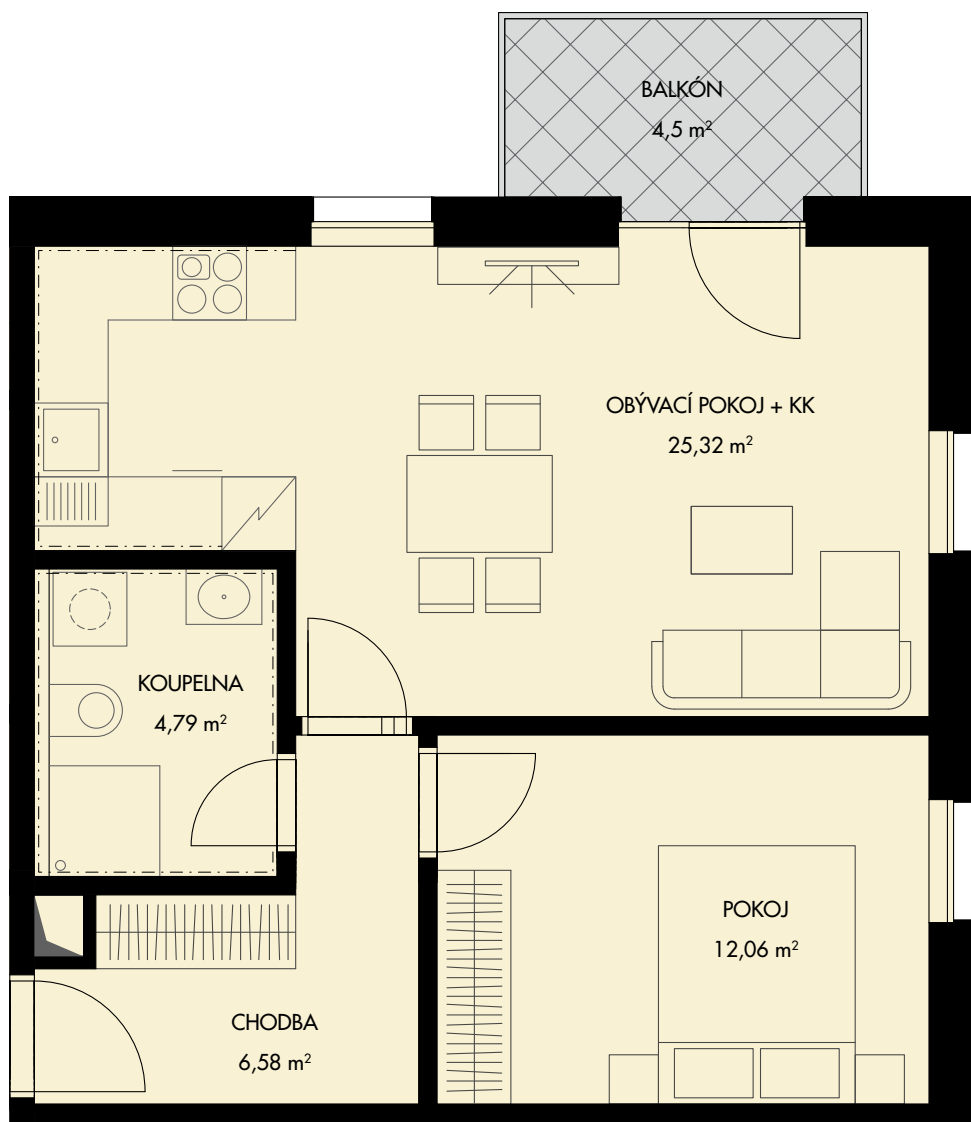 BALKÓN
4,5 m²
OBÝVACÍ POKOJ + KK
25,32 m²
KOUPELNA
4,79 m²
POKOJ
12,06 m²
CHODBA
6,58 m²